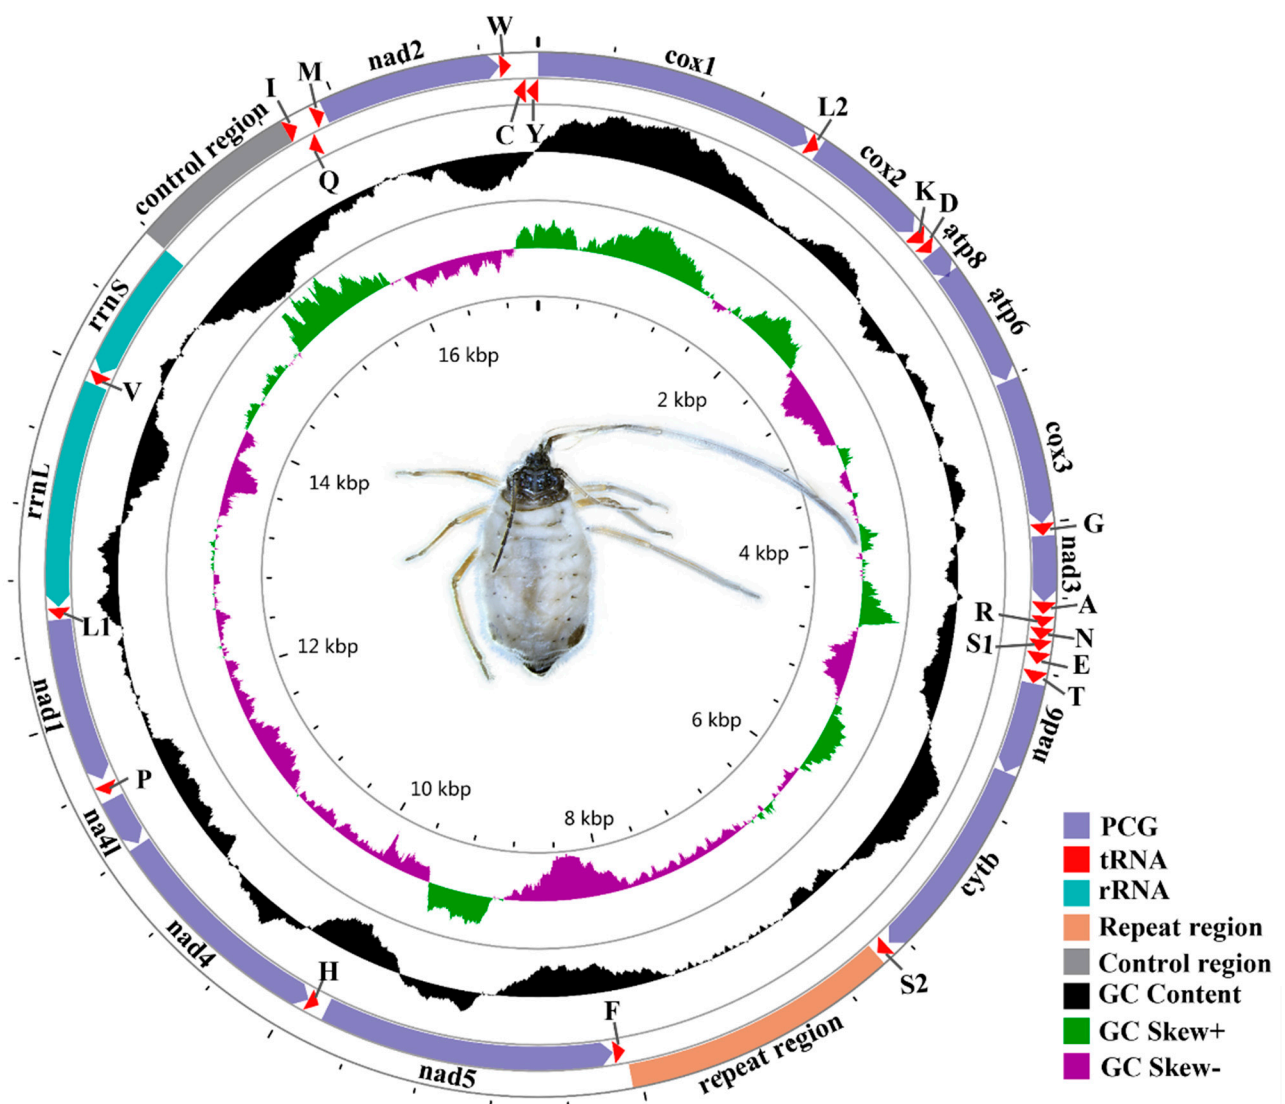 W
nad2
cox1
M
I
L2
control region
C
Y
cox2
Q
K
D
atp8
rrnS
atp6
16 kbp
2 kbp
V
cox3
rrnL
14 kbp
G
4 kbp
nad3
A
R
N
L1
S1
12 kbp
E
T
nad1
6 kbp
nad6
P
10 kbp
na4l
8 kbp
cytb
nad4
H
S2
F
nad5
repeat region
PCG
tRNA
rRNA
Repeat region
Control region
GC Content
GC Skew+
GC Skew-